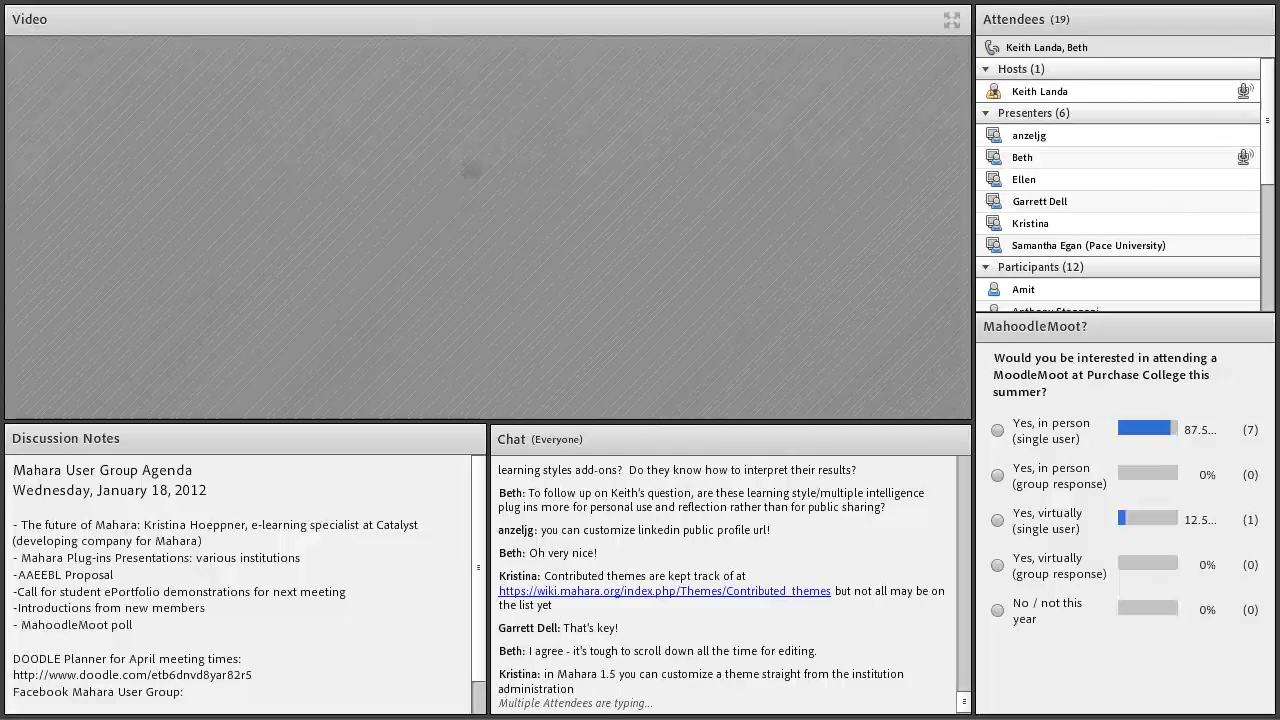 Video
Attendees (19)
Keith Landa, Beth
Hosts (1)
Keith Landa
Presenters (6)
anzeljg
Beth
Ellen
Garrett Dell
Kristina
Samantha Egan (Pace University)
Participants (12)
Amit
MahoodleMoot?
Would you be interested in attending a
MoodleMoot at Purchase College this
summer?
Yes, in person
(single user)
87.5... (7)
Yes, in person
(group response)
0% (0)
Yes, virtually
(single user)
12.5... (1)
Yes, virtually
(group response)
0% (0)
No / not this
year
0% (0)
Discussion Notes
Mahara User Group Agenda
Wednesday, January 18, 2012
- The future of Mahara: Kristina Hoeppner, e-learning specialist at Catalyst
(developing company for Mahara)
- Mahara Plug-ins Presentations: various institutions
-AAEEBL Proposal
-Call for student ePortfolio demonstrations for next meeting
-Introductions from new members
- MahoodleMoot poll
DOODLE Planner for April meeting times:
http://www.doodle.com/etb6dnvd8yar82r5
Facebook Mahara User Group:
Chat (Everyone)
learning styles add-ons? Do they know how to interpret their results?
Beth: To follow up on Keith's question, are these learning style/multiple intelligence
plug ins more for personal use and reflection rather than for public sharing?
anzeljg: you can customize linkedin public profile url!
Beth: Oh very nice!
Kristina: Contributed themes are kept track of at
https://wiki.mahara.org/index.php/Themes/Contributed_themes but not all may be on
the list yet
Garrett Dell: That's key!
Beth: I agree - it's tough to scroll down all the time for editing.
Kristina: in Mahara 1.5 you can customize a theme straight from the institution
administration
Multiple Attendees are typing...